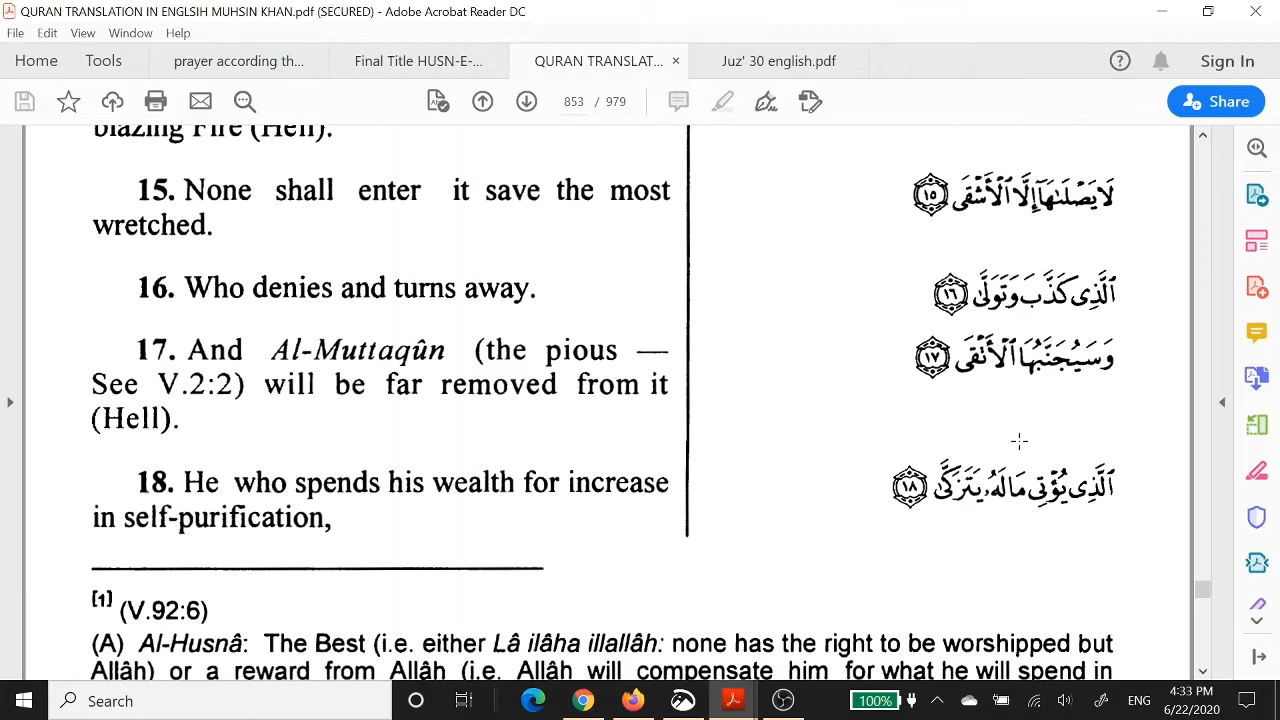 QURAN TRANSLATION IN ENGLSIH MUHSIN KHAN.pdf (SECURED) - Adobe Acrobat Reader DC
File Edit View Window Help
Home Tools prayer according th... Final Title HUSN-E-... QURAN TRANSLAT... × Juz' 30 english.pdf Sign In
853 / 979 Share
blazing Fire (Hell).
15. None shall enter it save the most
wretched.
لَا يَصْلَىٰهَآ إِلَّا ٱلْأَشْقَى ١٥
16. Who denies and turns away.
ٱلَّذِى كَذَّبَ وَتَوَلَّىٰ ١٦
17. And Al-Muttaqûn (the pious —
See V.2:2) will be far removed from it
(Hell).
وَسَيُجَنَّبُهَا ٱلْأَتْقَى ١٧
18. He who spends his wealth for increase
in self-purification,
ٱلَّذِى يُؤْتِى مَالَهُۥ يَتَزَكَّىٰ ١٨
[1] (V.92:6)
(A) Al-Husnâ: The Best (i.e. either Lâ ilâha illallâh: none has the right to be worshipped but
Allâh) or a reward from Allâh (i.e. Allâh will compensate him for what he will spend in
Search
100%
ENG
4:33 PM
6/22/2020